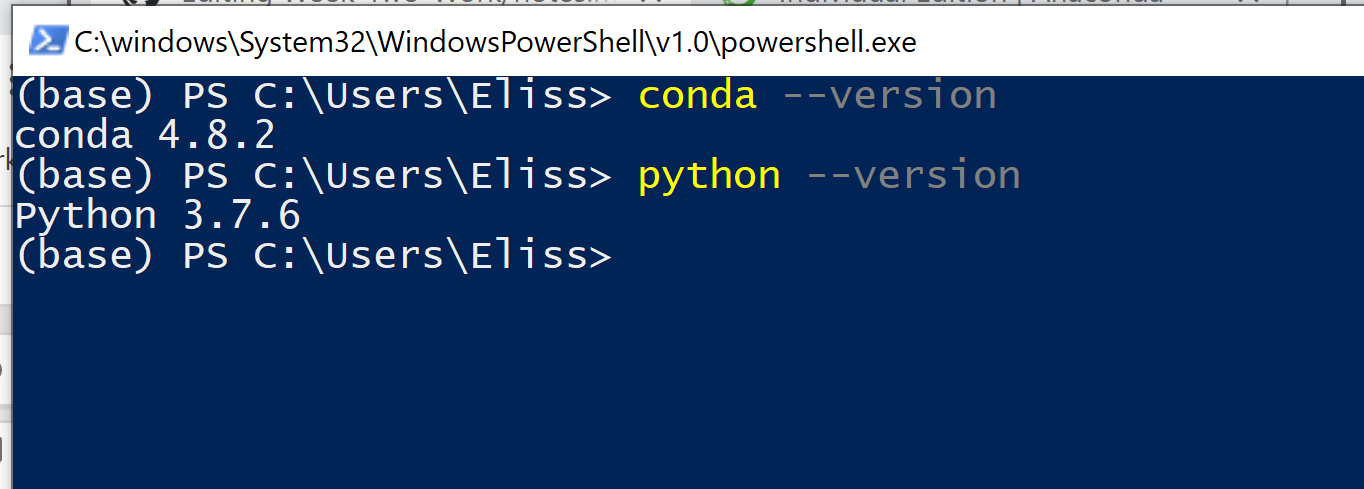 C:\windows\System32\WindowsPowerShell\v1.0\powershell.exe
(base) PS C:\Users\Eliss> conda --version
conda 4.8.2
(base) PS C:\Users\Eliss> python --version
Python 3.7.6
(base) PS C:\Users\Eliss>